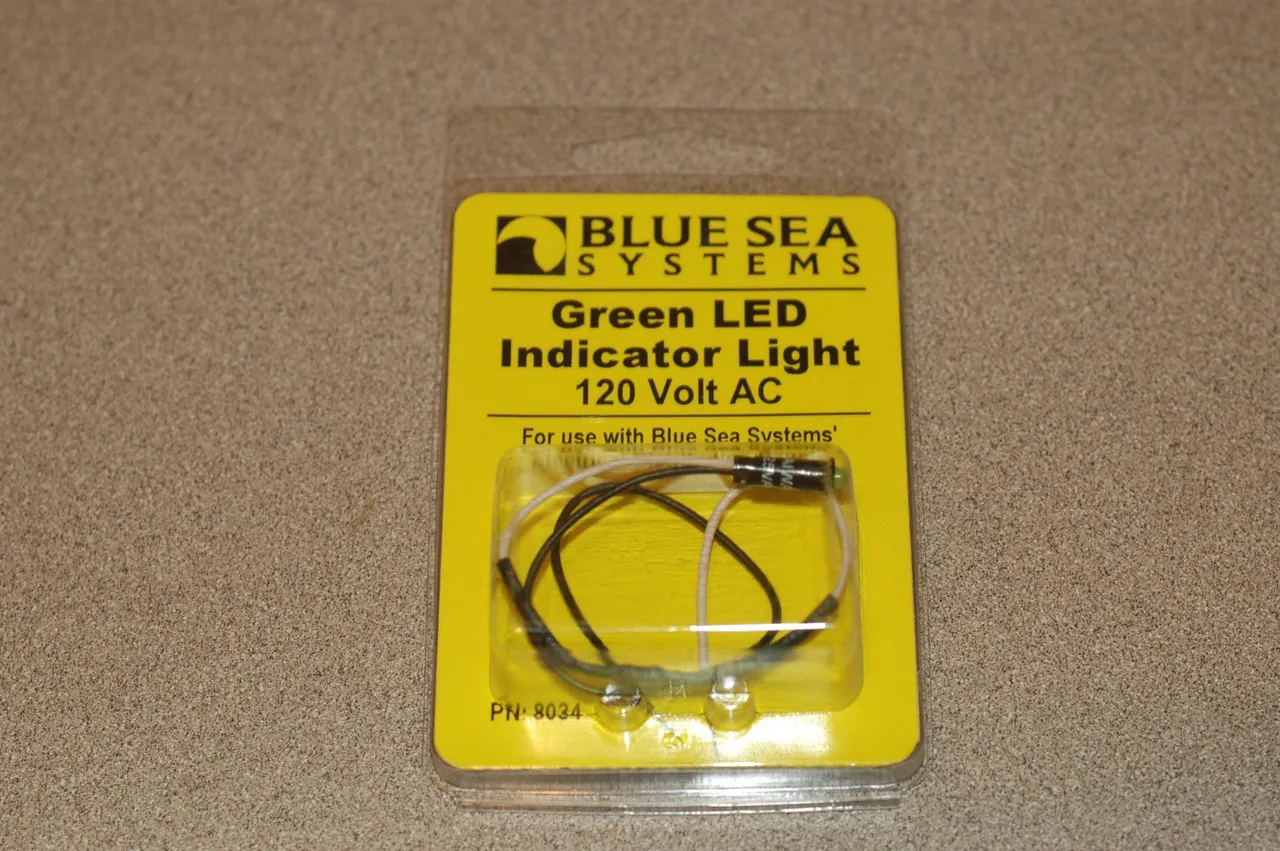 BLUE SEA
SYSTEMS
Green LED
Indicator Light
120 Volt AC
For use with Blue Sea Systems'
PN: 8034